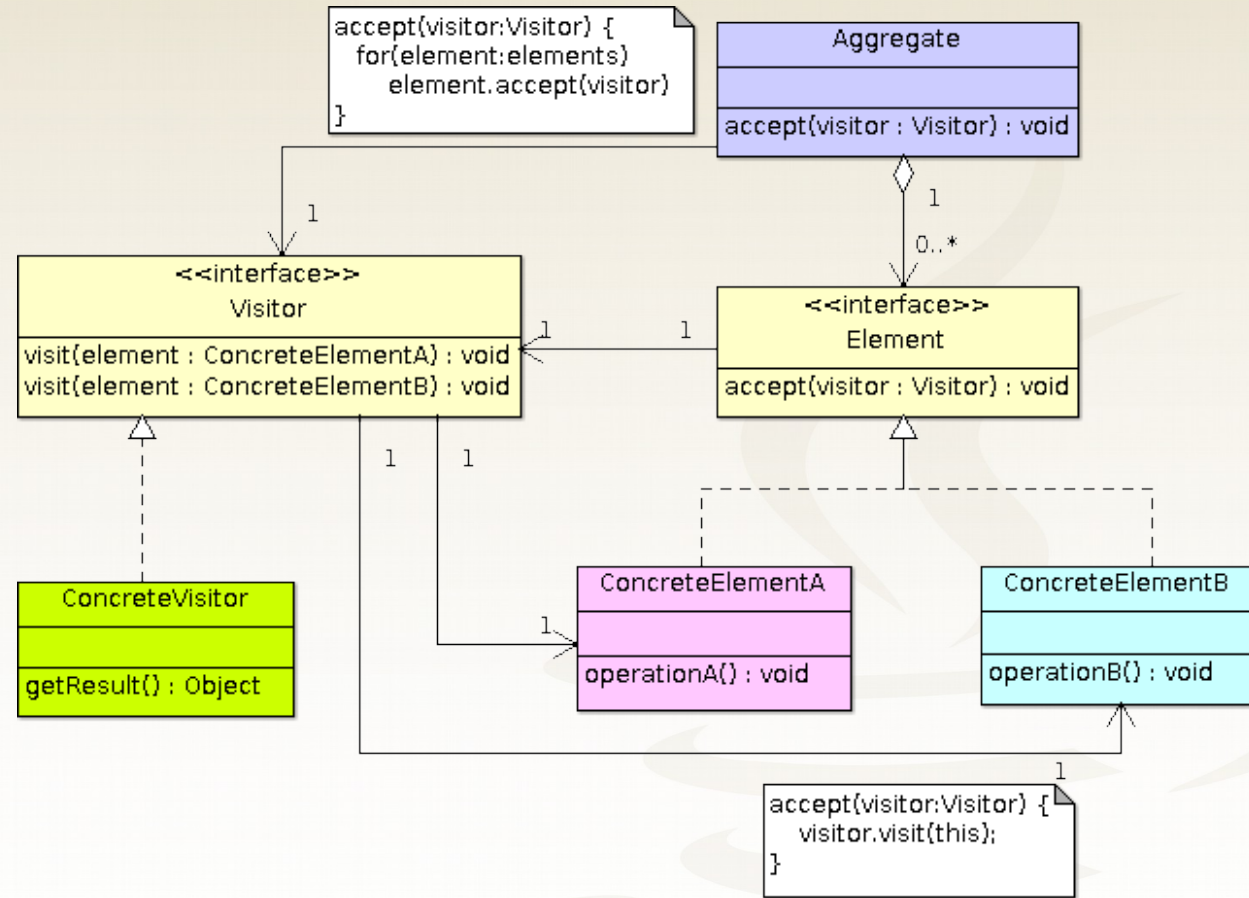 accept(visitor:Visitor) {
for(element:elements)
element.accept(visitor)
}
Aggregate
accept(visitor : Visitor) : void
1
1
0..*
<<interface>>
Visitor
visit(element : ConcreteElementA) : void
visit(element : ConcreteElementB) : void
1
1
<<interface>>
Element
accept(visitor : Visitor) : void
1
1
ConcreteVisitor
getResult() : Object
1
ConcreteElementA
operationA() : void
ConcreteElementB
operationB() : void
1
accept(visitor:Visitor) {
visitor.visit(this);
}